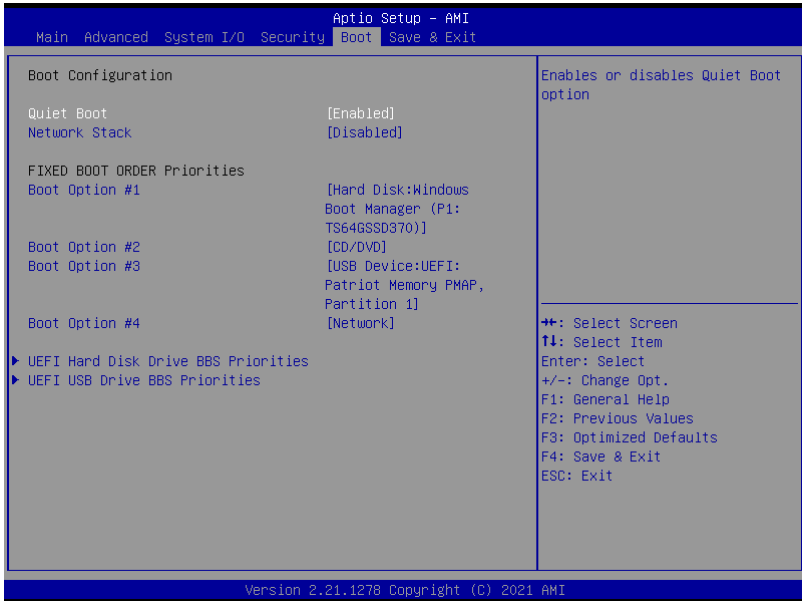 Aptio Setup – AMI
Main Advanced System I/O Security Boot Save & Exit
Boot Configuration
Quiet Boot [Enabled]
Network Stack [Disabled]
FIXED BOOT ORDER Priorities
Boot Option #1 [Hard Disk:Windows
Boot Manager (P1:
TS64GSSD370)]
Boot Option #2 [CD/DVD]
Boot Option #3 [USB Device:UEFI:
Patriot Memory PMAP,
Partition 1]
Boot Option #4 [Network]
UEFI Hard Disk Drive BBS Priorities
UEFI USB Drive BBS Priorities
Enables or disables Quiet Boot
option
→←: Select Screen
↑↓: Select Item
Enter: Select
+/-: Change Opt.
F1: General Help
F2: Previous Values
F3: Optimized Defaults
F4: Save & Exit
ESC: Exit
Version 2.21.1278 Copyright (C) 2021 AMI